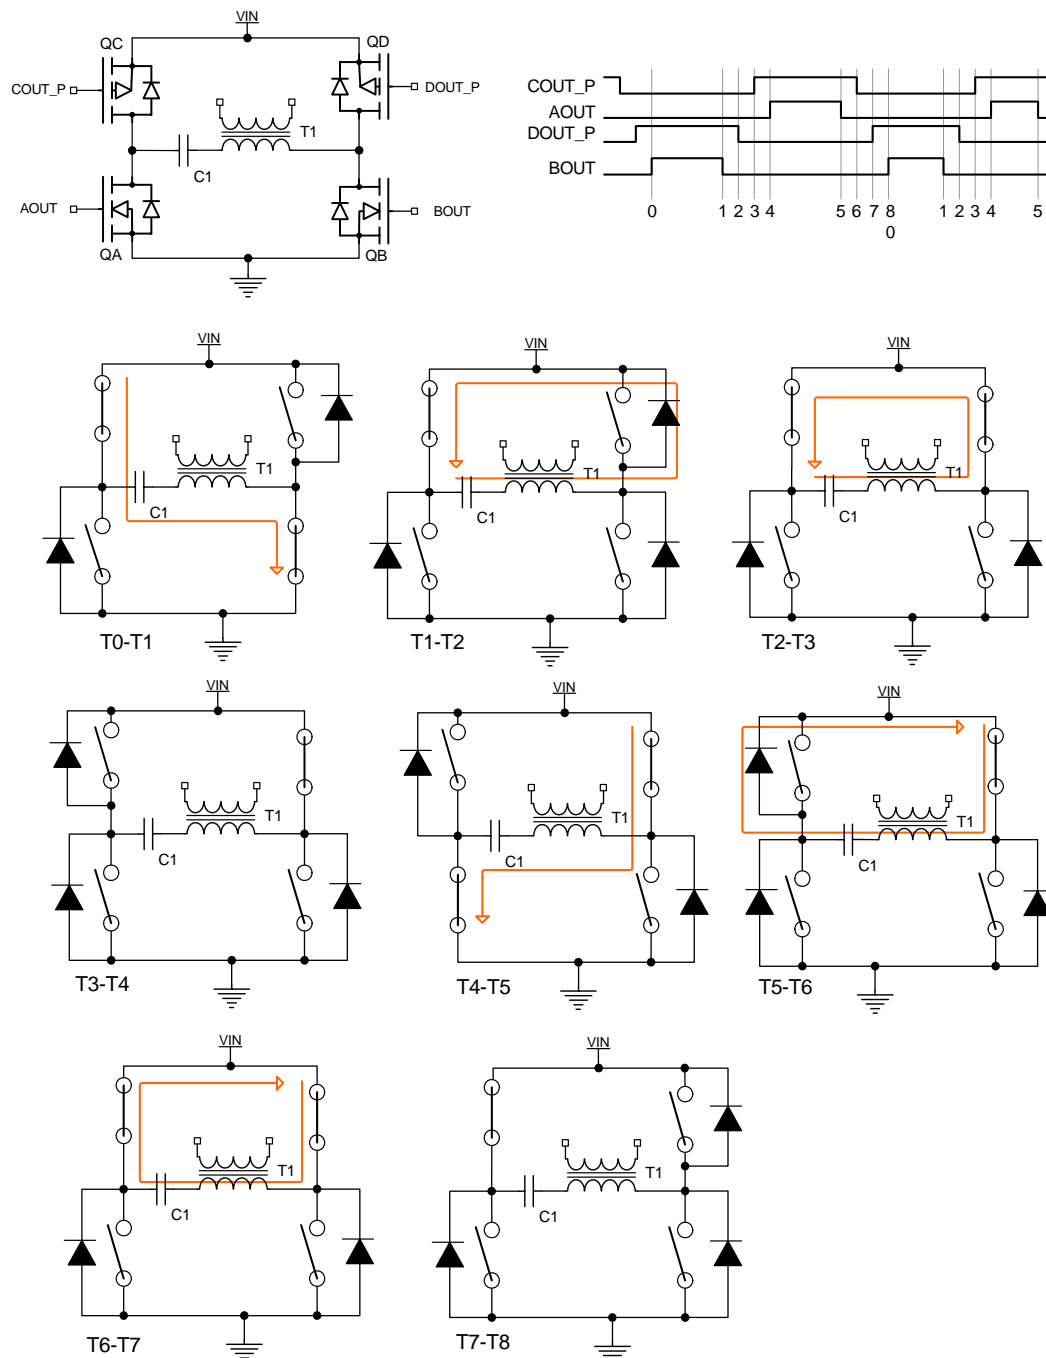 VIN
QC
QD
COUT_P
DOUT_P
T1
C1
AOUT
BOUT
QA
QB
COUT_P
AOUT
DOUT_P
BOUT
0 1 2 3 4 5 6 7 8 1 2 3 4 5
0
VIN
T1
C1
T0-T1
VIN
T1
C1
T1-T2
VIN
T1
C1
T2-T3
VIN
T1
C1
T3-T4
VIN
T1
C1
T4-T5
VIN
T1
C1
T5-T6
VIN
T1
C1
T6-T7
VIN
T1
C1
T7-T8